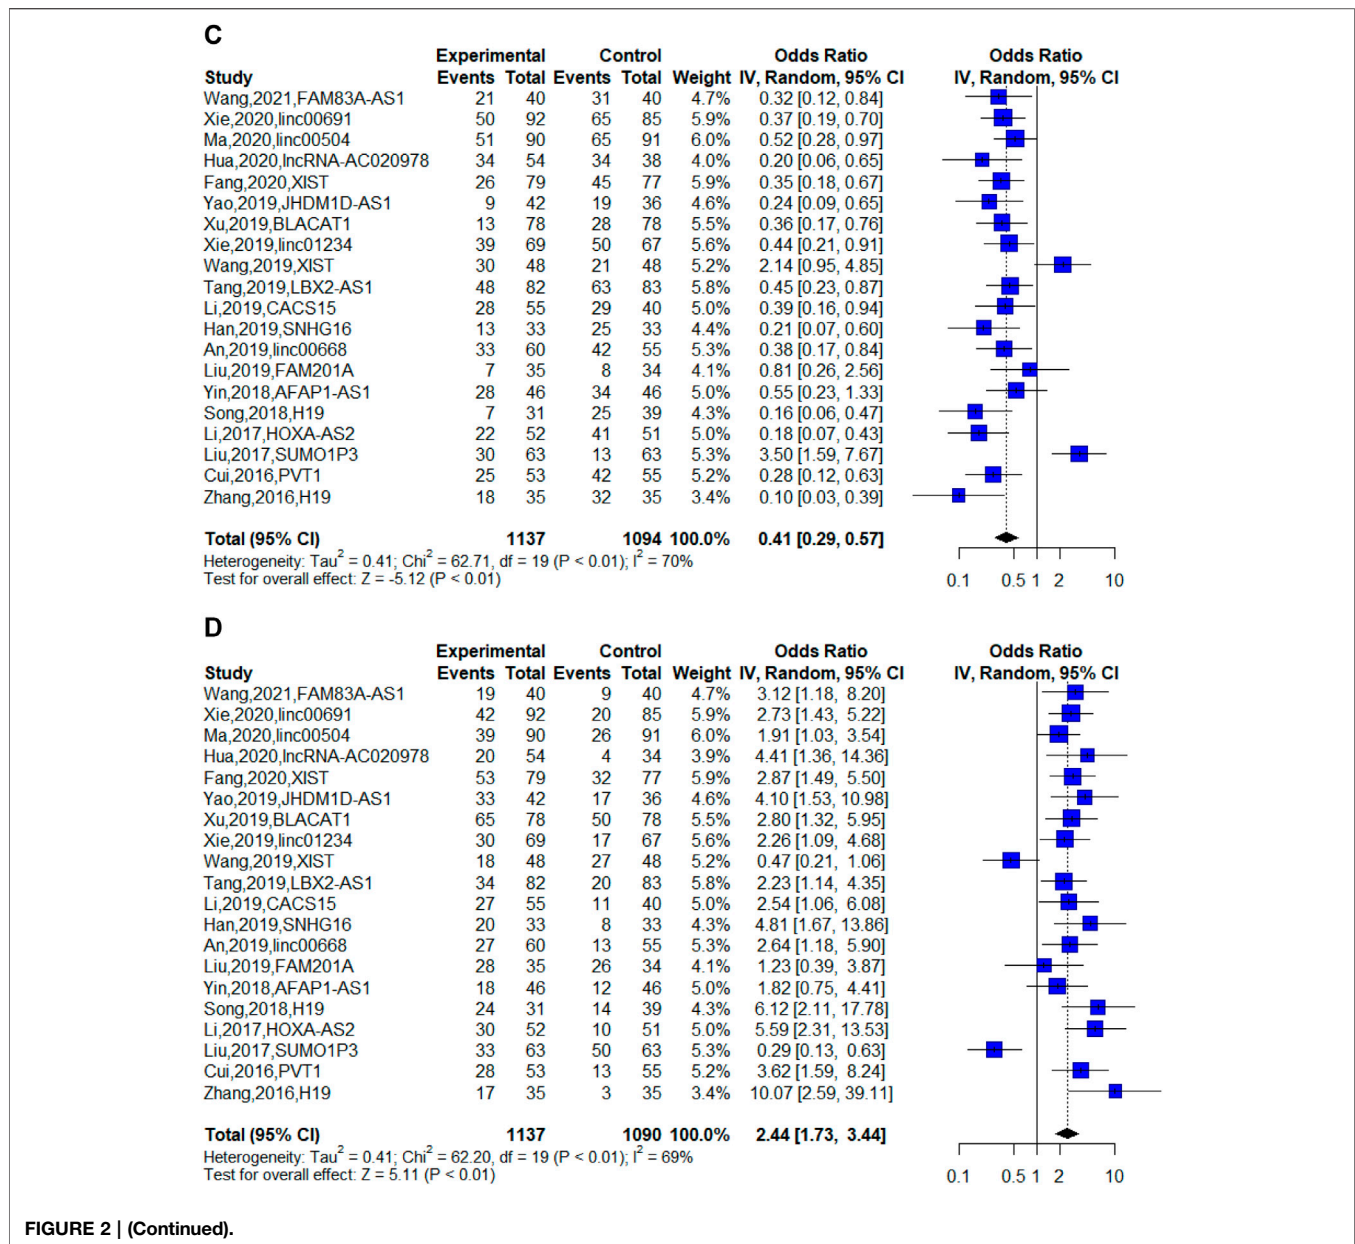 C
Experimental Control Odds Ratio Odds Ratio
Study Events Total Events Total Weight IV, Random, 95% CI IV, Random, 95% CI
Wang,2021,FAM83A-AS1 21 40 31 40 4.7% 0.32 [0.12, 0.84]
Xie,2020,linc00691 50 92 65 85 5.9% 0.37 [0.19, 0.70]
Ma,2020,linc00504 51 90 65 91 6.0% 0.52 [0.28, 0.97]
Hua,2020,lncRNA-AC020978 34 54 34 38 4.0% 0.20 [0.06, 0.65]
Fang,2020,XIST 26 79 45 77 5.9% 0.35 [0.18, 0.67]
Yao,2019,JHDM1D-AS1 9 42 19 36 4.6% 0.24 [0.09, 0.65]
Xu,2019,BLACAT1 13 78 28 78 5.4% 0.36 [0.17, 0.76]
Xie,2019,linc01234 39 69 50 67 5.6% 0.44 [0.21, 0.91]
Wang,2019,XIST 30 48 21 48 5.2% 2.14 [0.95, 4.85]
Tang,2019,LBX2-AS1 48 82 63 83 5.8% 0.45 [0.23, 0.87]
Li,2019,CACS15 28 55 29 40 5.0% 0.39 [0.16, 0.94]
Han,2019,SNHG16 13 33 25 33 4.4% 0.21 [0.07, 0.60]
An,2019,linc00668 33 60 42 55 5.3% 0.38 [0.17, 0.84]
Liu,2019,FAM201A 7 35 8 34 4.1% 0.81 [0.26, 2.56]
Yin,2018,AFAP1-AS1 28 46 34 46 5.0% 0.55 [0.23, 1.33]
Song,2018,H19 7 31 25 39 4.3% 0.16 [0.06, 0.47]
Li,2017,HOXA-AS2 22 52 41 51 5.0% 0.18 [0.07, 0.43]
Liu,2017,SUMO1P3 30 63 13 63 5.3% 3.50 [1.59, 7.67]
Cui,2016,PVT1 25 53 42 55 5.2% 0.28 [0.12, 0.63]
Zhang,2016,H19 18 35 32 35 3.4% 0.10 [0.03, 0.39]
Total (95% CI) 1137 1094 100.0% 0.41 [0.29, 0.57]
Heterogeneity: Tau² = 0.41; Chi² = 62.71, df = 19 (P < 0.01); I² = 70%
Test for overall effect: Z = -5.12 (P < 0.01)
0.1 0.5 1 2 10
D
Experimental Control Odds Ratio Odds Ratio
Study Events Total Events Total Weight IV, Random, 95% CI IV, Random, 95% CI
Wang,2021,FAM83A-AS1 19 40 9 40 4.7% 3.12 [1.18, 8.20]
Xie,2020,linc00691 42 92 20 85 5.9% 2.73 [1.43, 5.22]
Ma,2020,linc00504 39 90 26 91 6.0% 1.91 [1.03, 3.54]
Hua,2020,lncRNA-AC020978 20 54 4 34 3.9% 4.41 [1.36, 14.36]
Fang,2020,XIST 53 79 32 77 5.9% 2.87 [1.49, 5.50]
Yao,2019,JHDM1D-AS1 33 42 17 36 4.6% 4.10 [1.53, 10.98]
Xu,2019,BLACAT1 65 78 50 78 5.4% 2.80 [1.32, 5.95]
Xie,2019,linc01234 30 69 17 67 5.6% 2.26 [1.09, 4.68]
Wang,2019,XIST 18 48 27 48 5.2% 0.47 [0.21, 1.06]
Tang,2019,LBX2-AS1 34 82 20 83 5.8% 2.23 [1.14, 4.35]
Li,2019,CACS15 27 55 11 40 5.0% 2.54 [1.06, 6.08]
Han,2019,SNHG16 20 33 8 33 4.3% 4.81 [1.67, 13.86]
An,2019,linc00668 27 60 13 55 5.3% 2.64 [1.18, 5.90]
Liu,2019,FAM201A 28 35 26 34 4.1% 1.23 [0.39, 3.87]
Yin,2018,AFAP1-AS1 18 46 12 46 5.0% 1.82 [0.75, 4.41]
Song,2018,H19 24 31 14 39 4.3% 6.12 [2.11, 17.78]
Li,2017,HOXA-AS2 30 52 10 51 5.0% 5.59 [2.31, 13.53]
Liu,2017,SUMO1P3 33 63 50 63 5.3% 0.29 [0.13, 0.63]
Cui,2016,PVT1 28 53 13 55 5.2% 3.62 [1.59, 8.24]
Zhang,2016,H19 17 35 3 35 3.4% 10.07 [2.59, 39.11]
Total (95% CI) 1137 1090 100.0% 2.44 [1.73, 3.44]
Heterogeneity: Tau² = 0.41; Chi² = 62.20, df = 19 (P < 0.01); I² = 69%
Test for overall effect: Z = 5.11 (P < 0.01)
0.1 0.5 1 2 10
FIGURE 2 | (Continued).